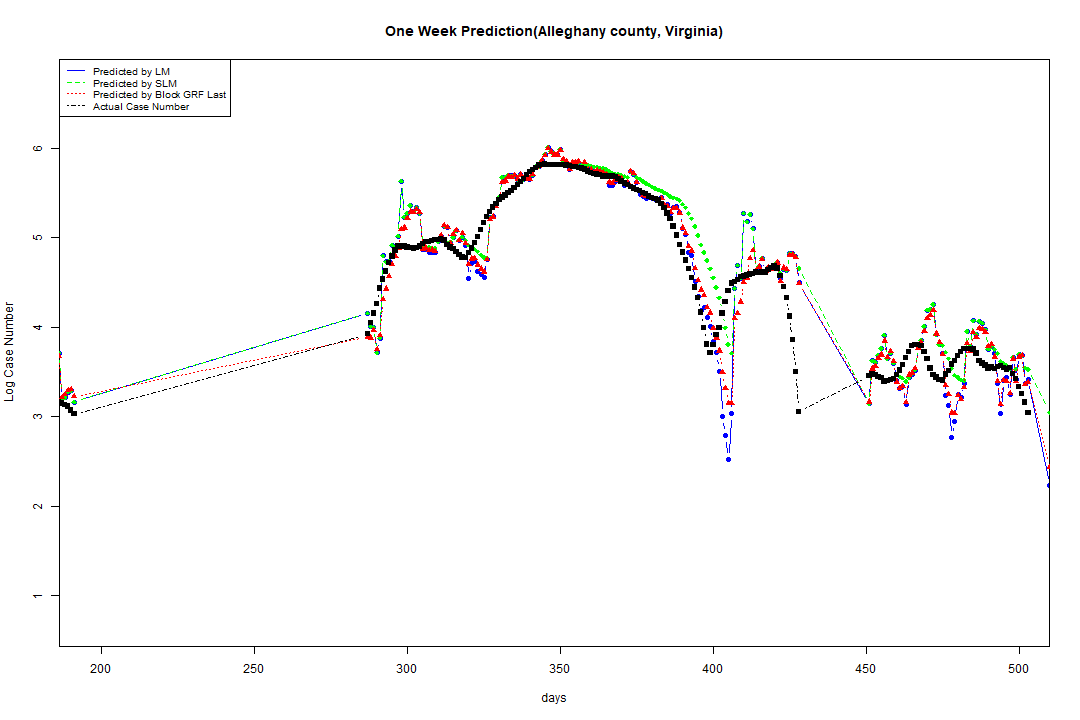 One Week Prediction(Alleghany county, Virginia)
Predicted by LM
Predicted by SLM
Predicted by Block GRF Last
Actual Case Number
Log Case Number
6
5
4
3
2
1
200 250 300 350 400 450 500
days